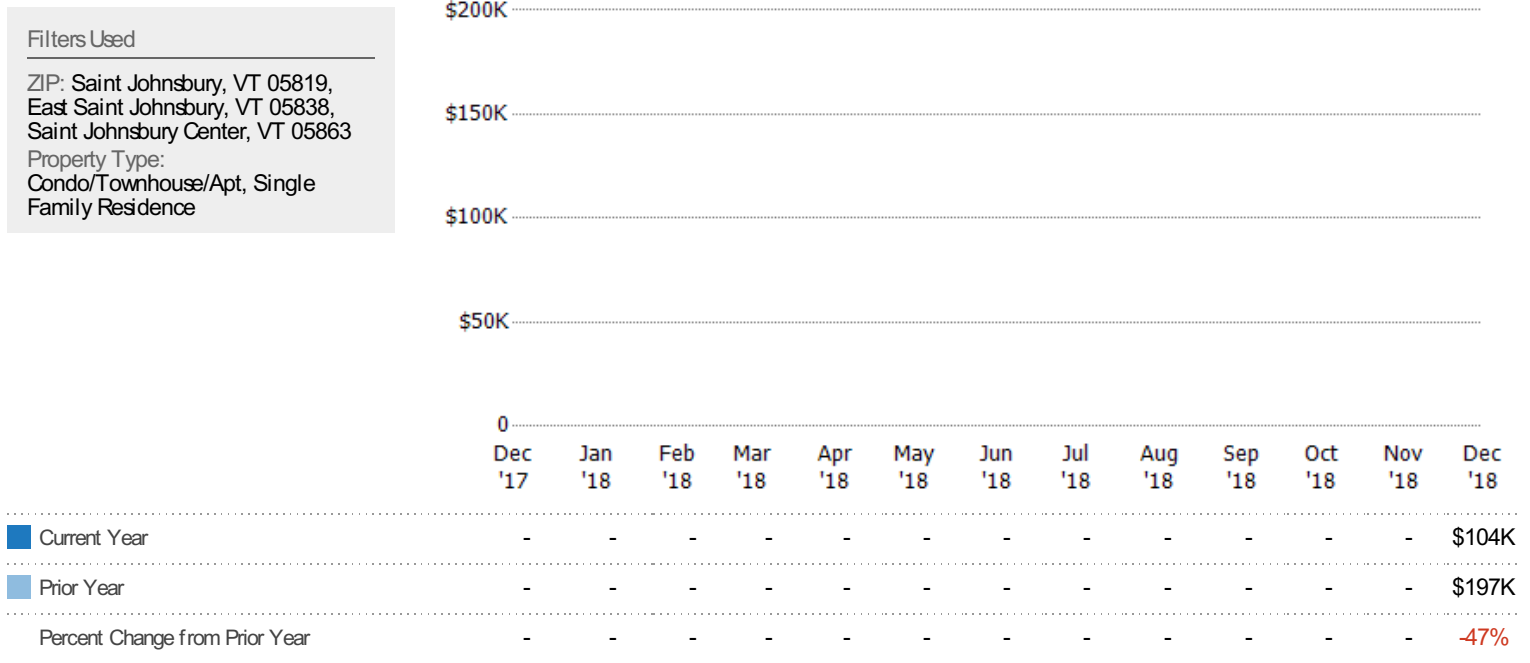 Filters Used
ZIP: Saint Johnsbury, VT 05819,
East Saint Johnsbury, VT 05838,
Saint Johnsbury Center, VT 05863
Property Type:
Condo/Townhouse/Apt, Single
Family Residence
$200K
$150K
$100K
$50K
0
Dec '17 Jan '18 Feb '18 Mar '18 Apr '18 May '18 Jun '18 Jul '18 Aug '18 Sep '18 Oct '18 Nov '18 Dec '18
Current Year - - - - - - - - - - - - $104K
Prior Year - - - - - - - - - - - - $197K
Percent Change from Prior Year - - - - - - - - - - - - -47%